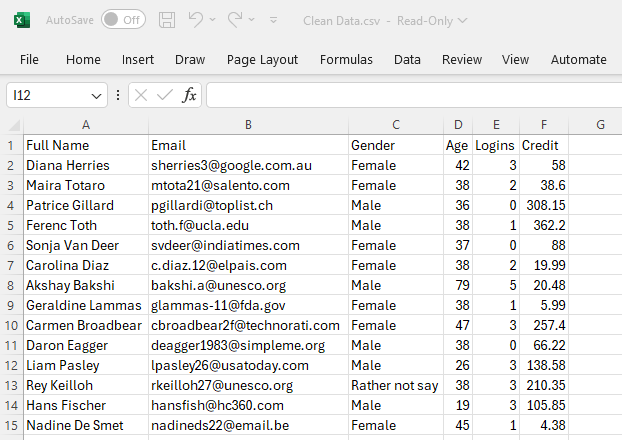 AutoSave Off Clean Data.csv - Read-Only
File Home Insert Draw Page Layout Formulas Data Review View Automate
I12 fx
A B C D E F G
1 Full Name Email Gender Age Logins Credit
2 Diana Herries sherries3@google.com.au Female 42 3 58
3 Maira Totaro mtota21@salento.com Female 38 2 38.6
4 Patrice Gillard pgillardi@toplist.ch Male 36 0 308.15
5 Ferenc Toth toth.f@ucla.edu Male 38 1 362.2
6 Sonja Van Deer svdeer@indiatimes.com Female 37 0 88
7 Carolina Diaz c.diaz.12@elpais.com Female 38 2 19.99
8 Akshay Bakshi bakshi.a@unesco.org Male 79 5 20.48
9 Geraldine Lammas glammas-11@fda.gov Female 38 1 5.99
10 Carmen Broadbear cbroadbear2f@technorati.com Female 47 3 257.4
11 Daron Eagger deagger1983@simpleme.org Male 38 0 66.22
12 Liam Pasley lpasley26@usatoday.com Male 26 3 138.58
13 Rey Keilloh rkeilloh27@unesco.org Rather not say 38 3 210.35
14 Hans Fischer hansfish@hc360.com Male 19 3 105.85
15 Nadine De Smet nadineds22@email.be Female 45 1 4.38